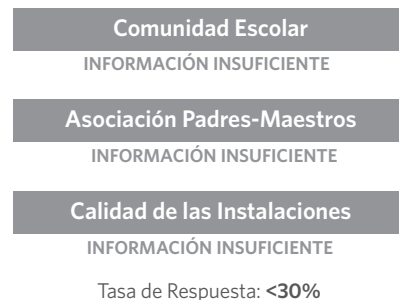 Comunidad Escolar
INFORMACIÓN INSUFICIENTE
Asociación Padres-Maestros
INFORMACIÓN INSUFICIENTE
Calidad de las Instalaciones
INFORMACIÓN INSUFICIENTE
Tasa de Respuesta: <30%